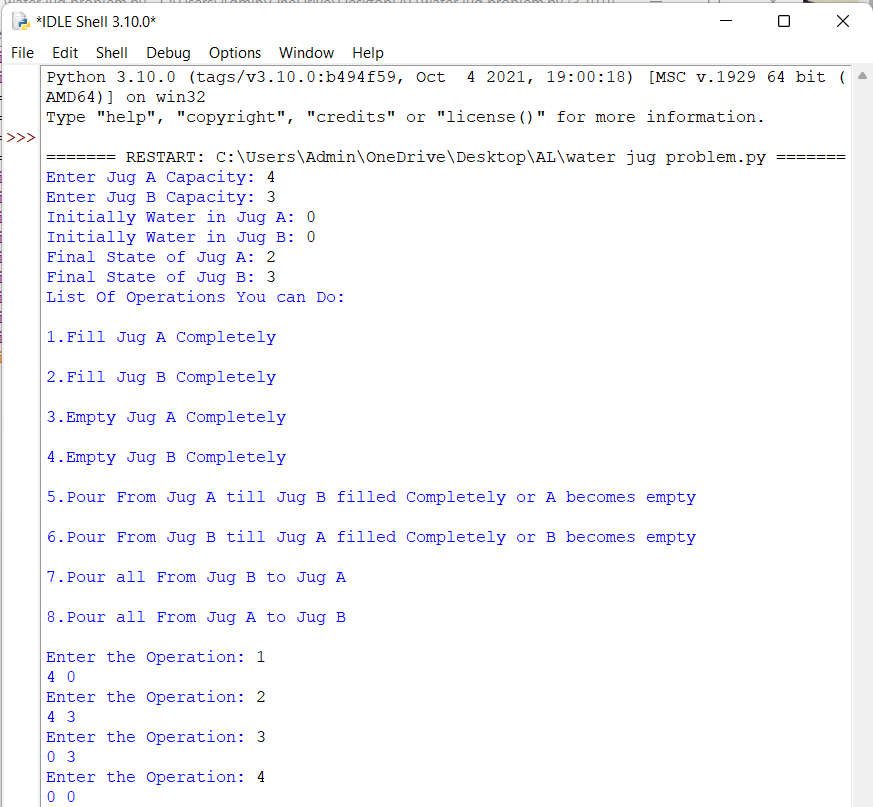 *IDLE Shell 3.10.0*
File Edit Shell Debug Options Window Help
Python 3.10.0 (tags/v3.10.0:b494f59, Oct  4 2021, 19:00:18) [MSC v.1929 64 bit (
AMD64)] on win32
Type "help", "copyright", "credits" or "license()" for more information.
>>>
======= RESTART: C:\Users\Admin\OneDrive\Desktop\AL\water jug problem.py =======
Enter Jug A Capacity: 4
Enter Jug B Capacity: 3
Initially Water in Jug A: 0
Initially Water in Jug B: 0
Final State of Jug A: 2
Final State of Jug B: 3
List Of Operations You can Do:
1.Fill Jug A Completely
2.Fill Jug B Completely
3.Empty Jug A Completely
4.Empty Jug B Completely
5.Pour From Jug A till Jug B filled Completely or A becomes empty
6.Pour From Jug B till Jug A filled Completely or B becomes empty
7.Pour all From Jug B to Jug A
8.Pour all From Jug A to Jug B
Enter the Operation: 1
4 0
Enter the Operation: 2
4 3
Enter the Operation: 3
0 3
Enter the Operation: 4
0 0